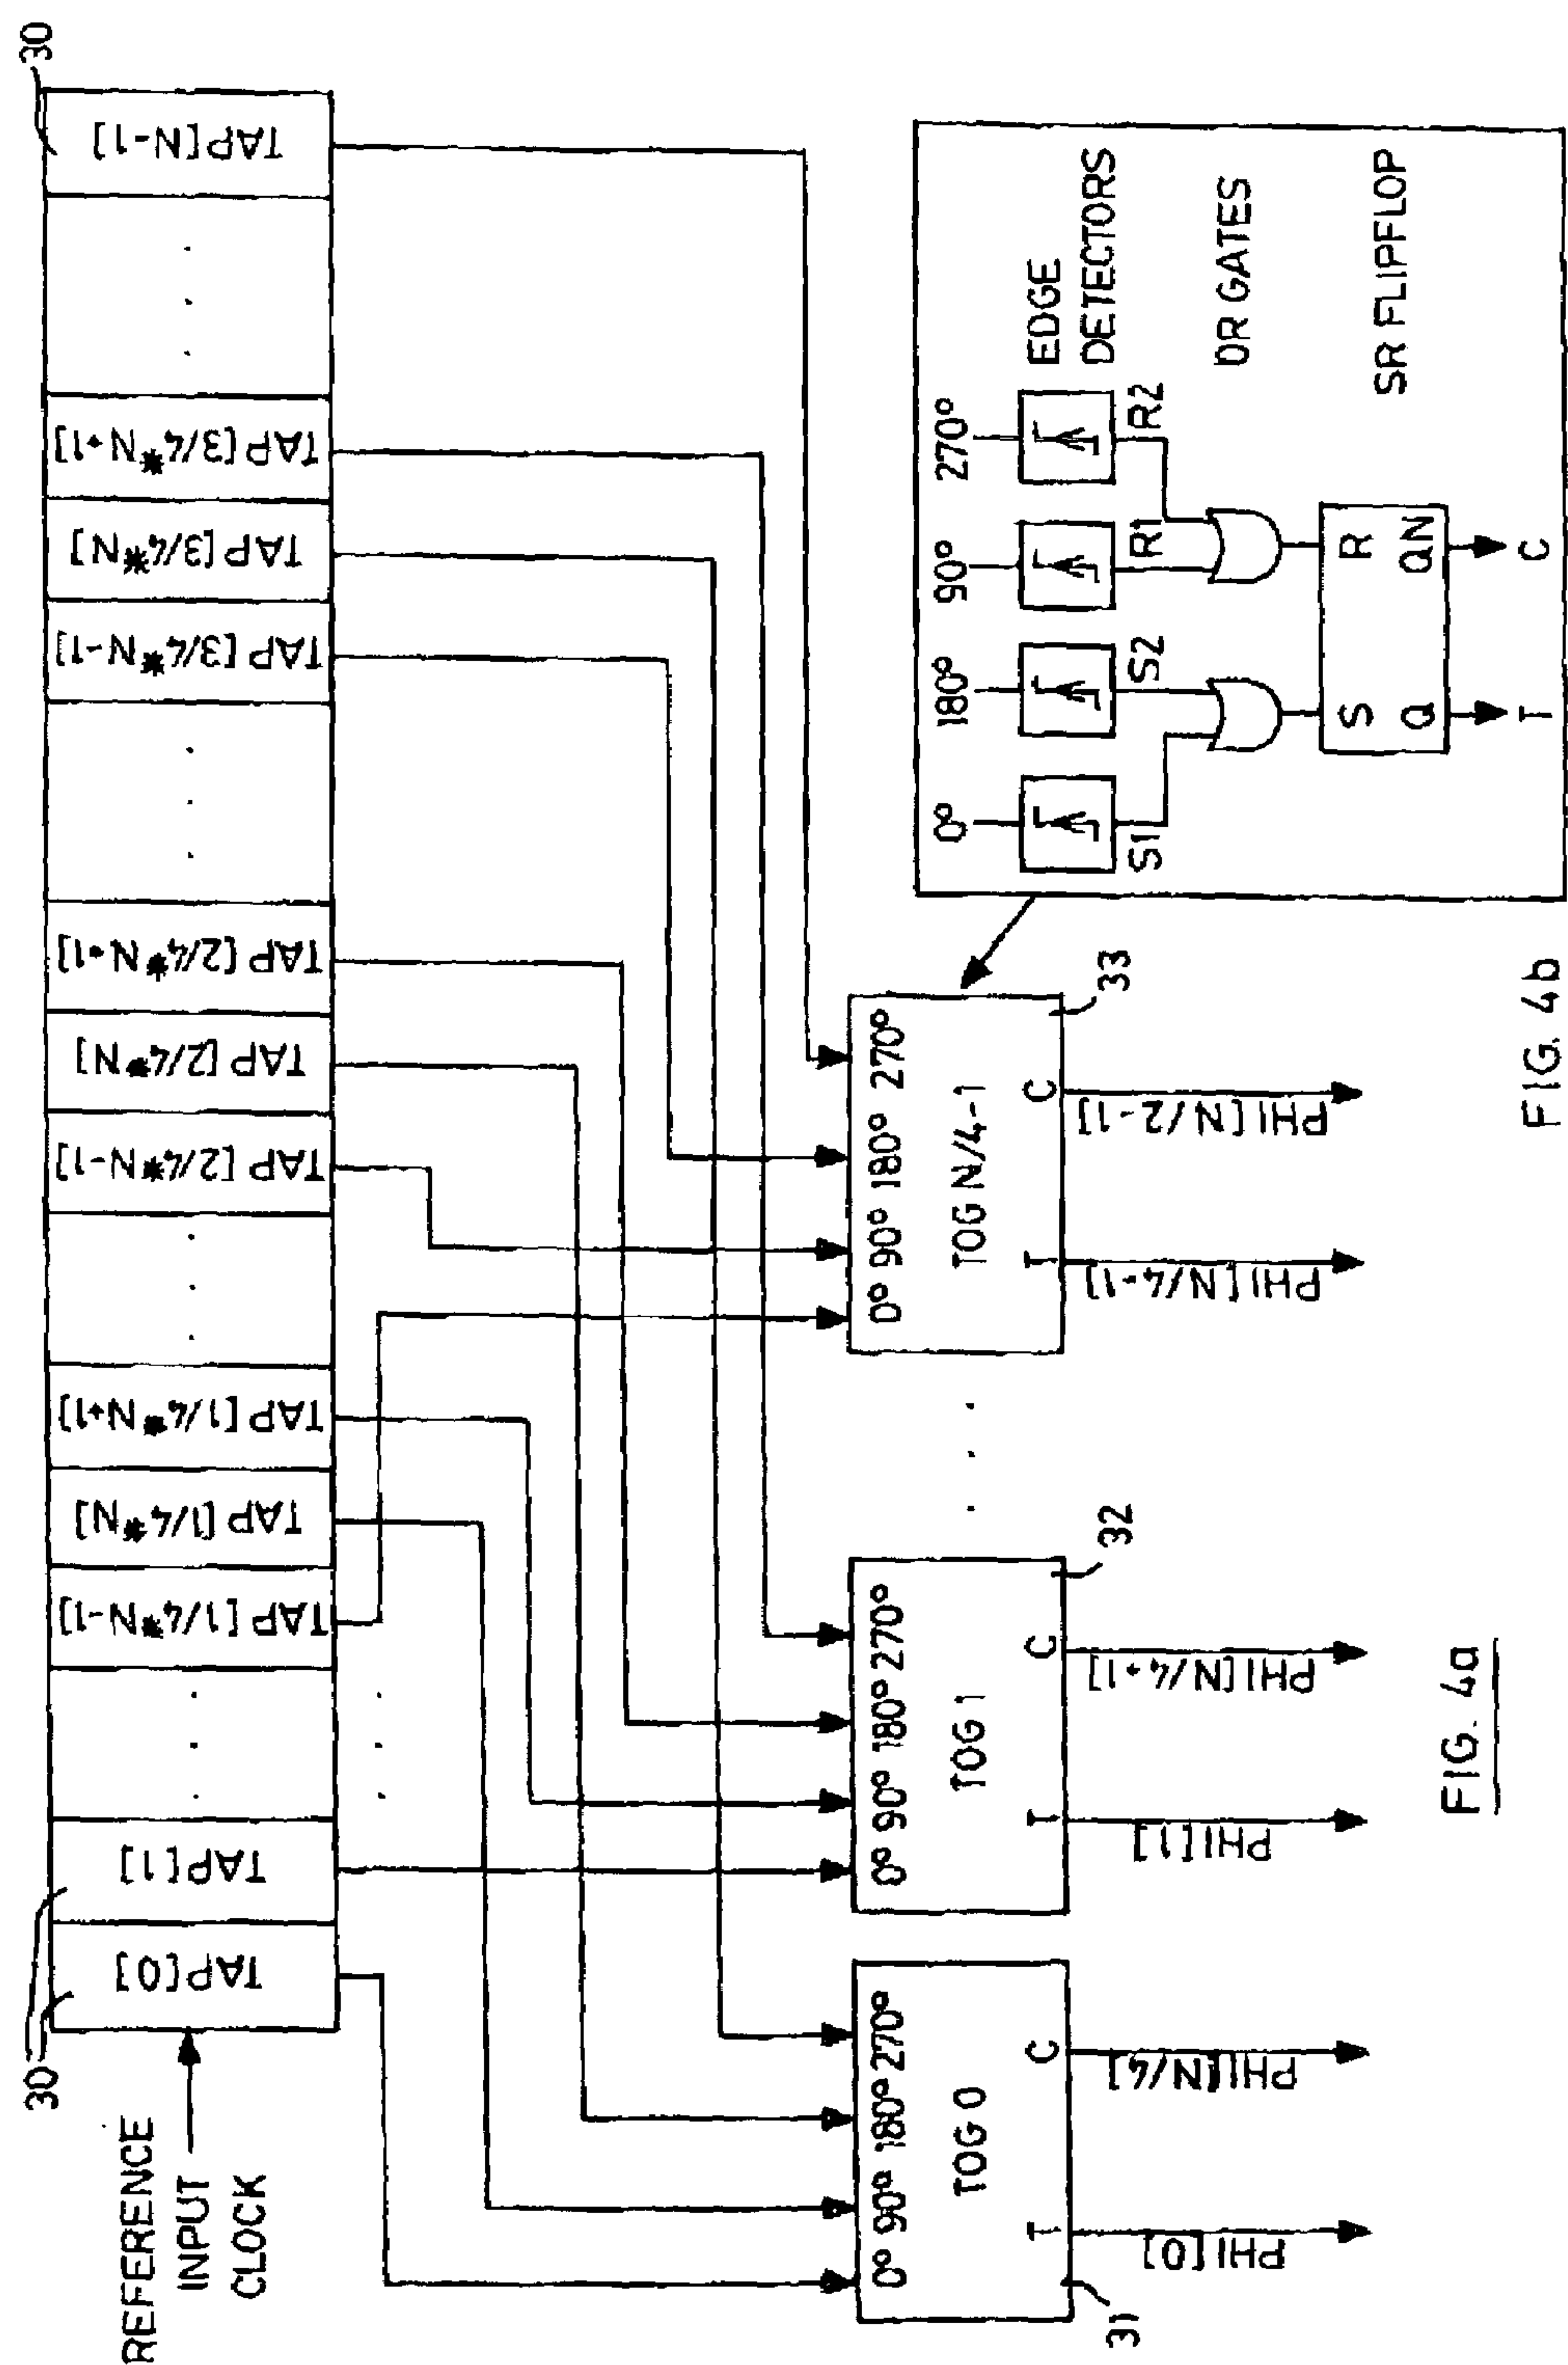 REFERENCE
INPUT
CLOCK
30
30
TAP[0]
TAP[1]
. . .
TAP[1/4*N-1]
TAP[1/4*N]
TAP[1/4*N+1]
. . .
TAP[2/4*N-1]
TAP[2/4*N]
TAP[2/4*N+1]
. . .
TAP[3/4*N-1]
TAP[3/4*N]
TAP[3/4*N+1]
. . .
TAP[N-1]
. . .
0° 90° 180° 270°
TOG 0
T C
31
PHI[0]
PHI[N/4]
0° 90° 180° 270°
TOG 1
T C
32
PHI[1]
PHI[N/4+1]
. . .
0° 90° 180° 270°
TOG N/4-1
T C
33
PHI[N/4-1]
PHI[N/2-1]
FIG. 4a
0° 180° 90° 270°
EDGE
DETECTORS
S1 S2 R1 R2
OR GATES
S R
Q QN
SR FLIPFLOP
T C
FIG. 4b